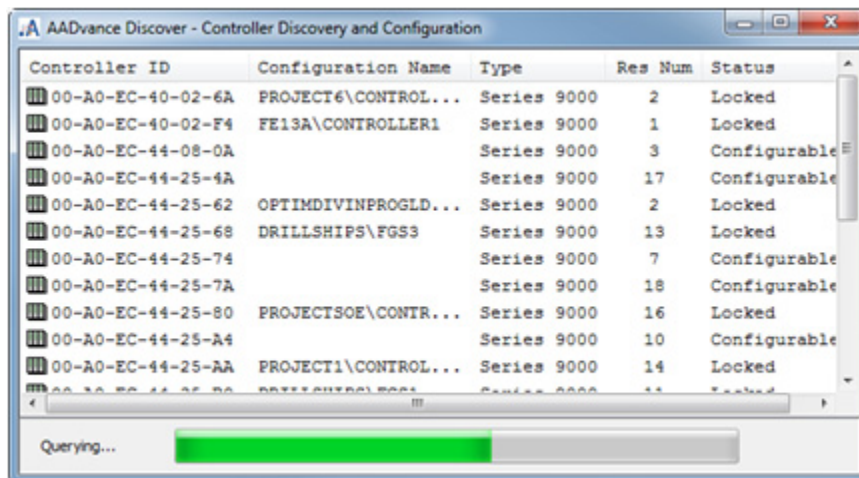 AADvance Discover - Controller Discovery and Configuration
Controller ID Configuration Name Type Res Num Status
00-A0-EC-40-02-6A PROJECT6\CONTROL... Series 9000 2 Locked
00-A0-EC-40-02-F4 FE13A\CONTROLLER1 Series 9000 1 Locked
00-A0-EC-44-08-0A Series 9000 3 Configurable
00-A0-EC-44-25-4A Series 9000 17 Configurable
00-A0-EC-44-25-62 OPTIMDIVINPROGLD... Series 9000 2 Locked
00-A0-EC-44-25-68 DRILLSHIPS\FGS3 Series 9000 13 Locked
00-A0-EC-44-25-74 Series 9000 7 Configurable
00-A0-EC-44-25-7A Series 9000 18 Configurable
00-A0-EC-44-25-80 PROJECTSOE\CONTR... Series 9000 16 Locked
00-A0-EC-44-25-A4 Series 9000 10 Configurable
00-A0-EC-44-25-AA PROJECT1\CONTROL... Series 9000 14 Locked
Querying...